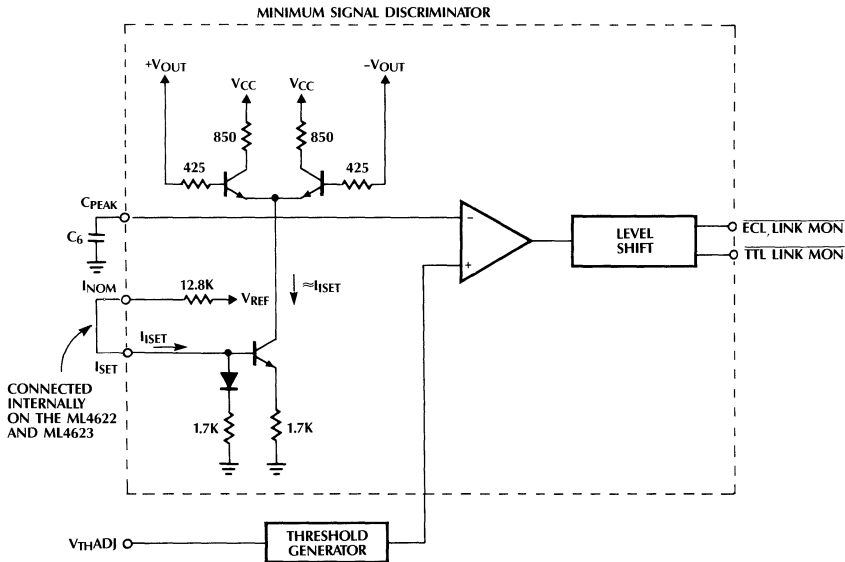 MINIMUM SIGNAL DISCRIMINATOR
+VOUT
–VOUT
VCC
VCC
850
850
425
425
CPEAK
C6
–
+
LEVEL
SHIFT
ECL LINK MON
TTL LINK MON
INOM
12.8K
VREF
≈IISET
IISET
ISET
CONNECTED
INTERNALLY
ON THE ML4622
AND ML4623
1.7K
1.7K
VTHADJ
THRESHOLD
GENERATOR